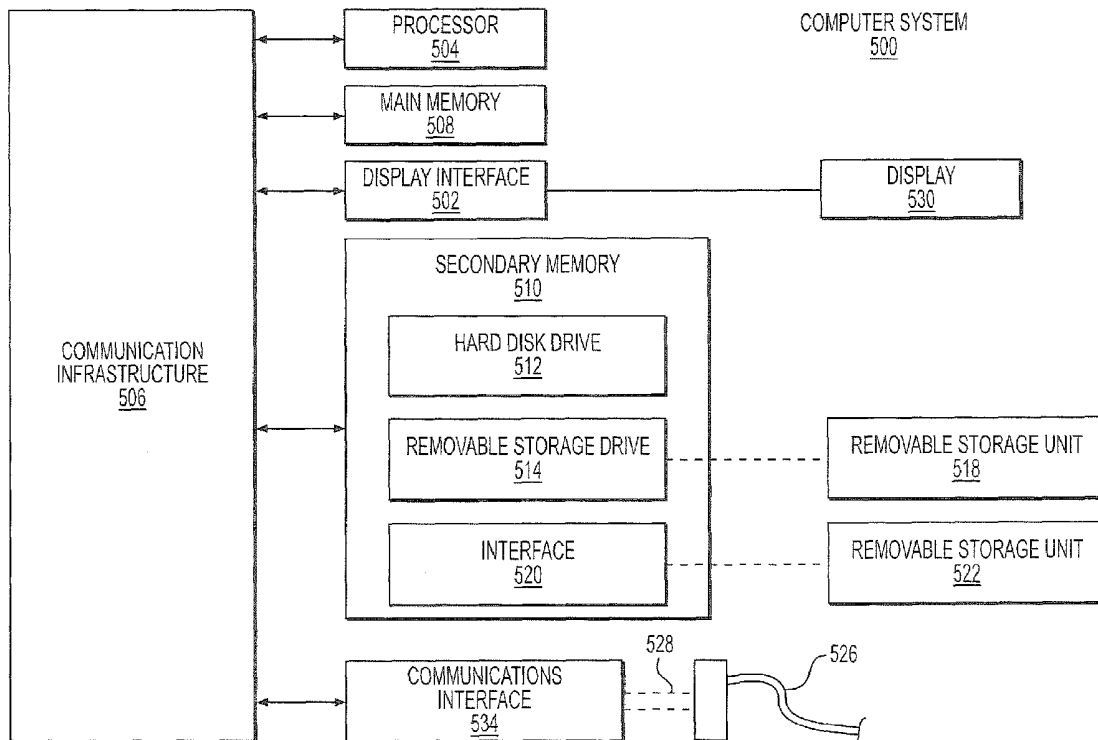 PROCESSOR
504
COMPUTER SYSTEM
500
MAIN MEMORY
508
DISPLAY INTERFACE
502
DISPLAY
530
SECONDARY MEMORY
510
HARD DISK DRIVE
512
COMMUNICATION
INFRASTRUCTURE
506
REMOVABLE STORAGE DRIVE
514
REMOVABLE STORAGE UNIT
518
INTERFACE
520
REMOVABLE STORAGE UNIT
522
COMMUNICATIONS
INTERFACE
534
528
526